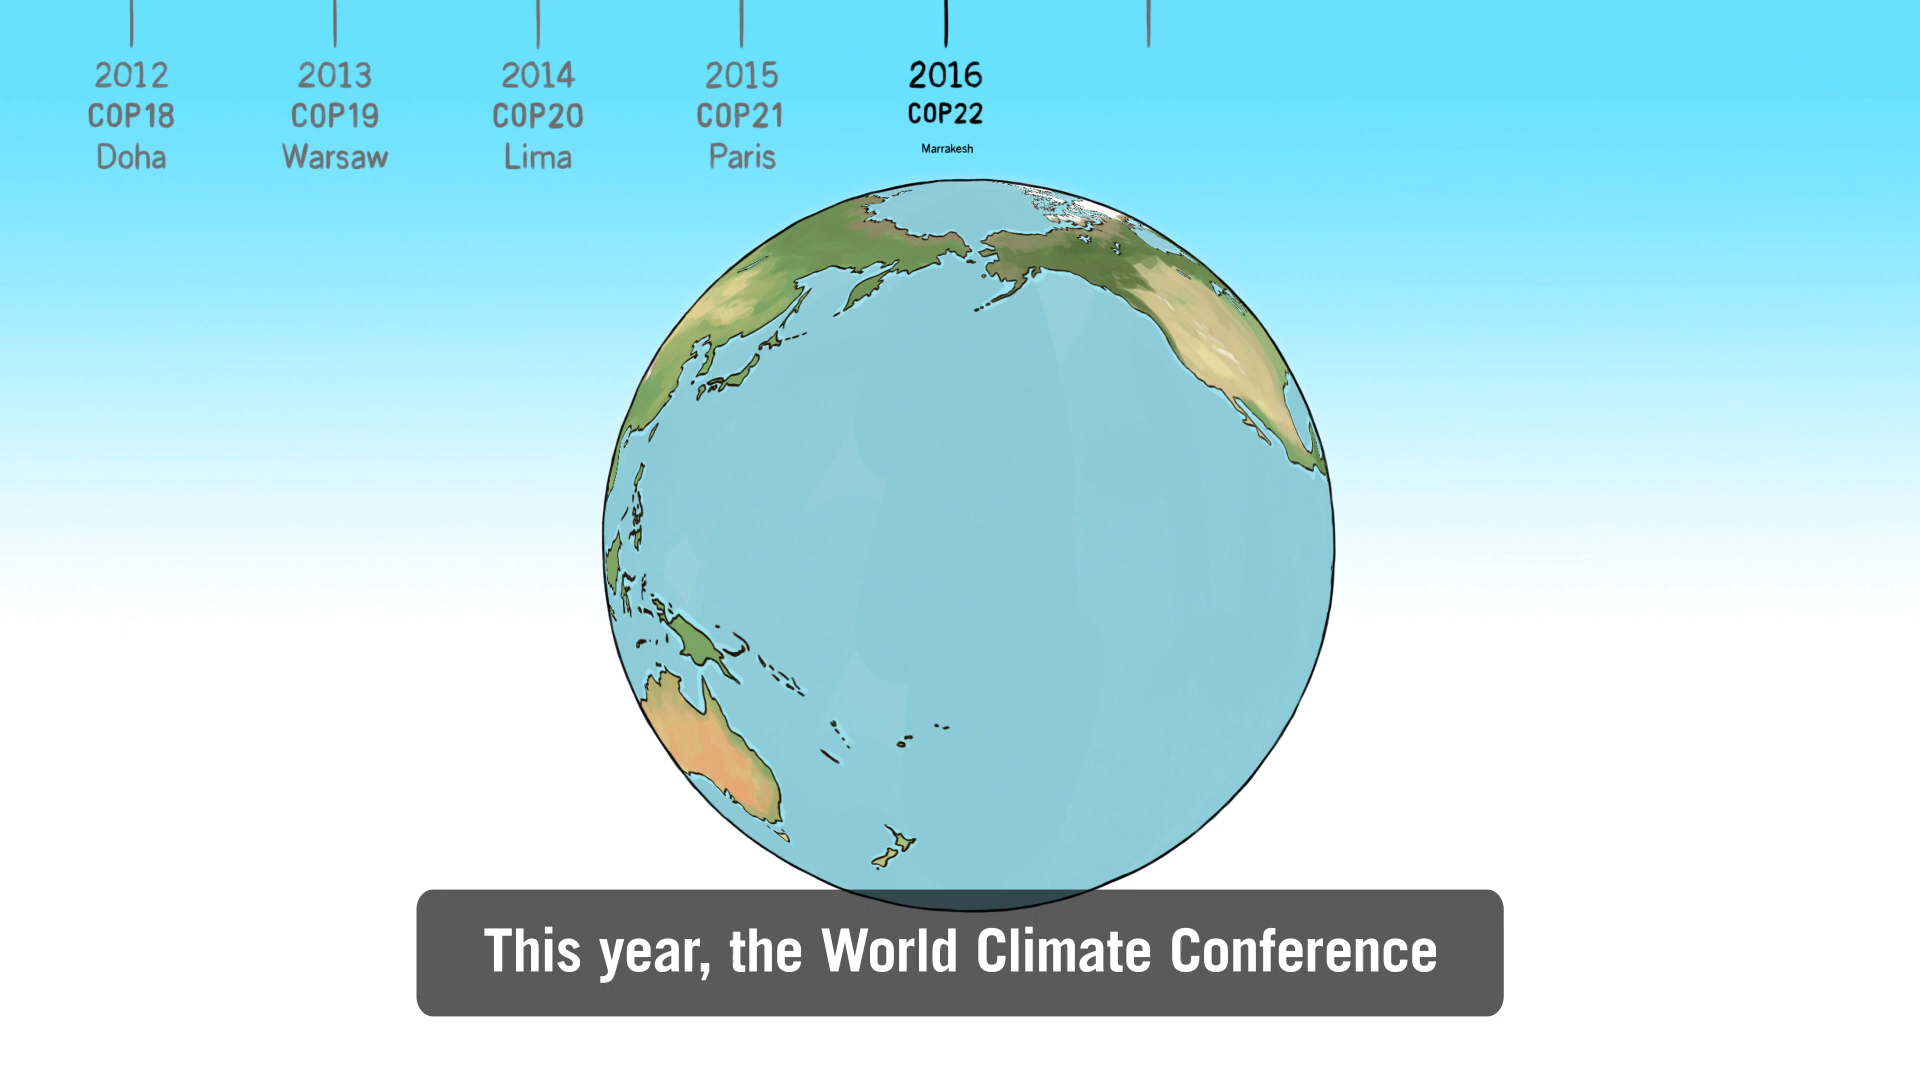 2012
COP18
Doha
2013
COP19
Warsaw
2014
COP20
Lima
2015
COP21
Paris
2016
COP22
Marrakesh
This year, the World Climate Conference